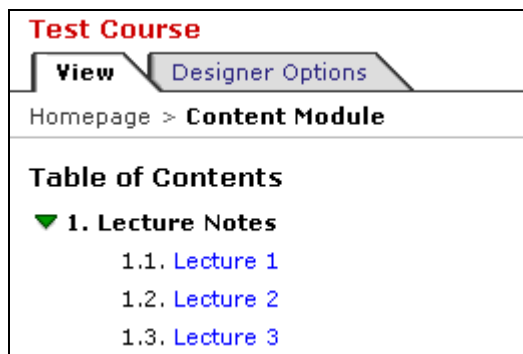 Test Course
View Designer Options
Homepage > Content Module
Table of Contents
1. Lecture Notes
1.1. Lecture 1
1.2. Lecture 2
1.3. Lecture 3